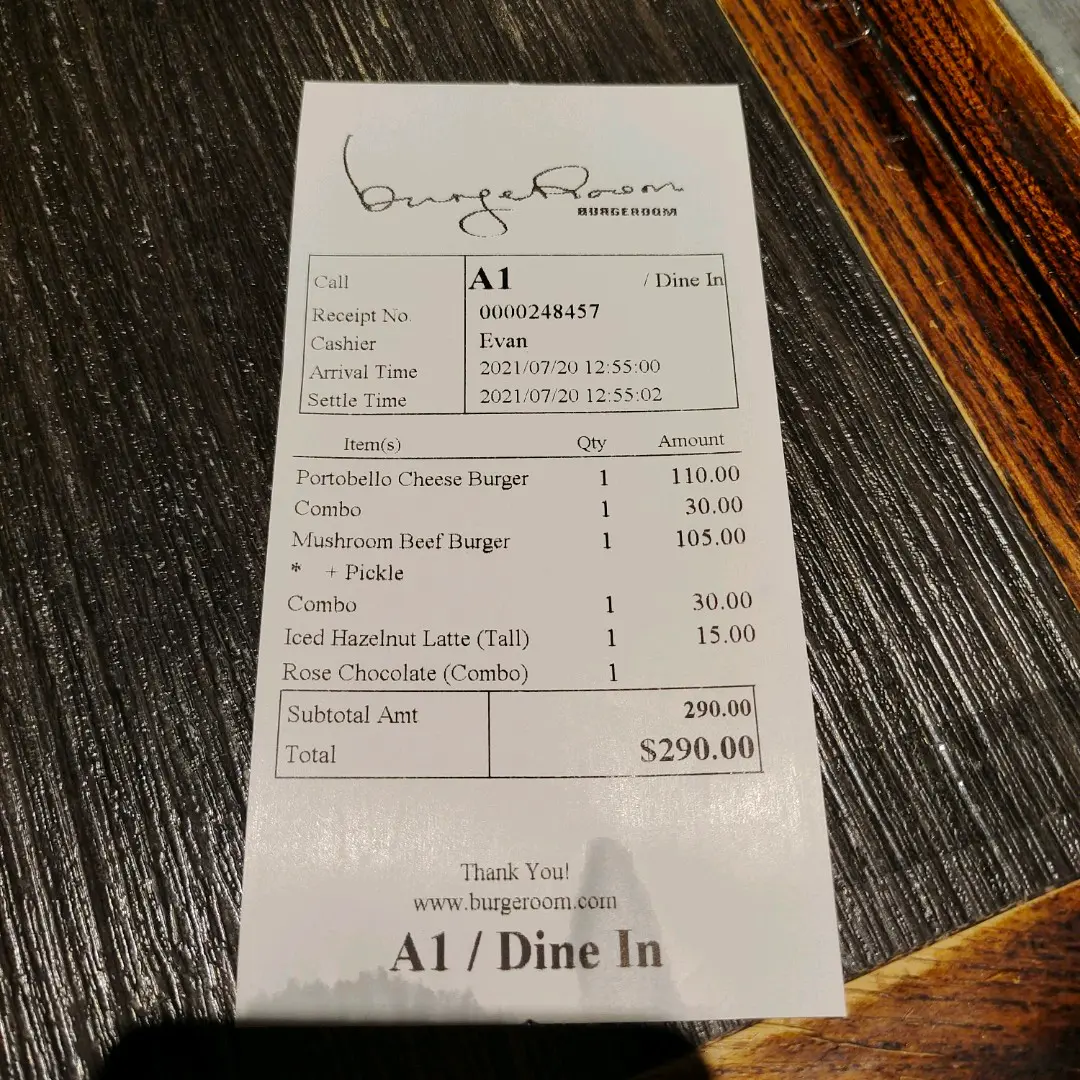 burgeRoom
BURGEROOM
Call A1 / Dine In
Receipt No. 0000248457
Cashier Evan
Arrival Time 2021/07/20 12:55:00
Settle Time 2021/07/20 12:55:02
Item(s) Qty Amount
Portobello Cheese Burger 1 110.00
Combo 1 30.00
Mushroom Beef Burger 1 105.00
* + Pickle
Combo 1 30.00
Iced Hazelnut Latte (Tall) 1 15.00
Rose Chocolate (Combo) 1
Subtotal Amt 290.00
Total $290.00
Thank You!
www.burgeroom.com
A1 / Dine In